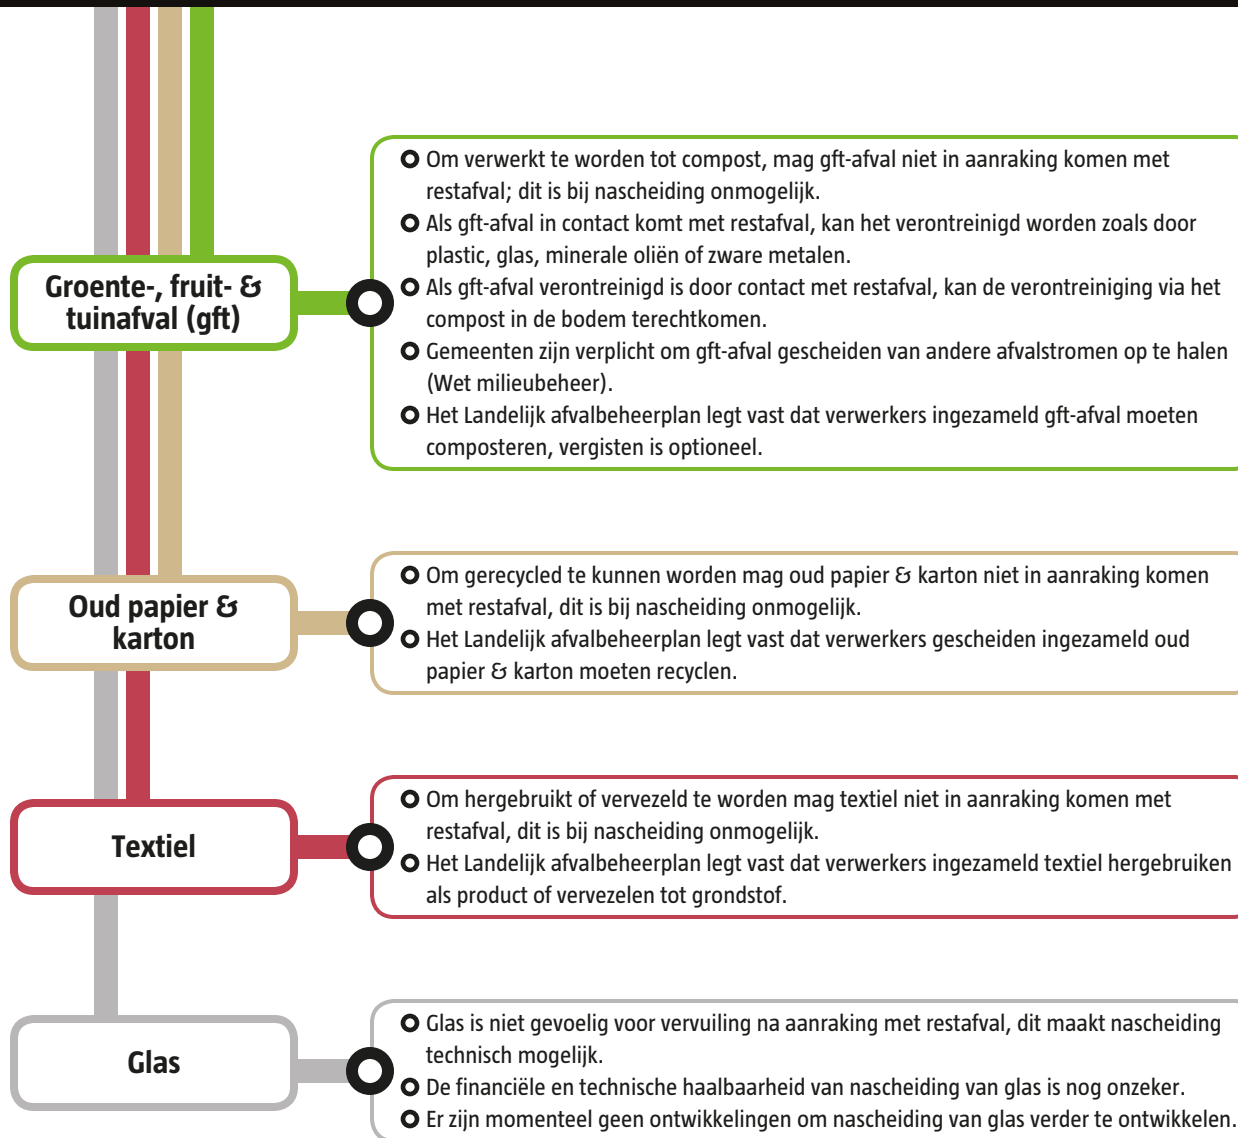 Groente-, fruit- &
tuinafval (gft)
Om verwerkt te worden tot compost, mag gft-afval niet in aanraking komen met
restafval; dit is bij nascheiding onmogelijk.
Als gft-afval in contact komt met restafval, kan het verontreinigd worden zoals door
plastic, glas, minerale oliën of zware metalen.
Als gft-afval verontreinigd is door contact met restafval, kan de verontreiniging via het
compost in de bodem terechtkomen.
Gemeenten zijn verplicht om gft-afval gescheiden van andere afvalstromen op te halen
(Wet milieubeheer).
Het Landelijk afvalbeheerplan legt vast dat verwerkers ingezameld gft-afval moeten
composteren, vergisten is optioneel.
Oud papier &
karton
Om gerecycled te kunnen worden mag oud papier & karton niet in aanraking komen
met restafval, dit is bij nascheiding onmogelijk.
Het Landelijk afvalbeheerplan legt vast dat verwerkers gescheiden ingezameld oud
papier & karton moeten recyclen.
Textiel
Om hergebruikt of vervezeld te worden mag textiel niet in aanraking komen met
restafval, dit is bij nascheiding onmogelijk.
Het Landelijk afvalbeheerplan legt vast dat verwerkers ingezameld textiel hergebruiken
als product of vervezelen tot grondstof.
Glas
Glas is niet gevoelig voor vervuiling na aanraking met restafval, dit maakt nascheiding
technisch mogelijk.
De financiële en technische haalbaarheid van nascheiding van glas is nog onzeker.
Er zijn momenteel geen ontwikkelingen om nascheiding van glas verder te ontwikkelen.